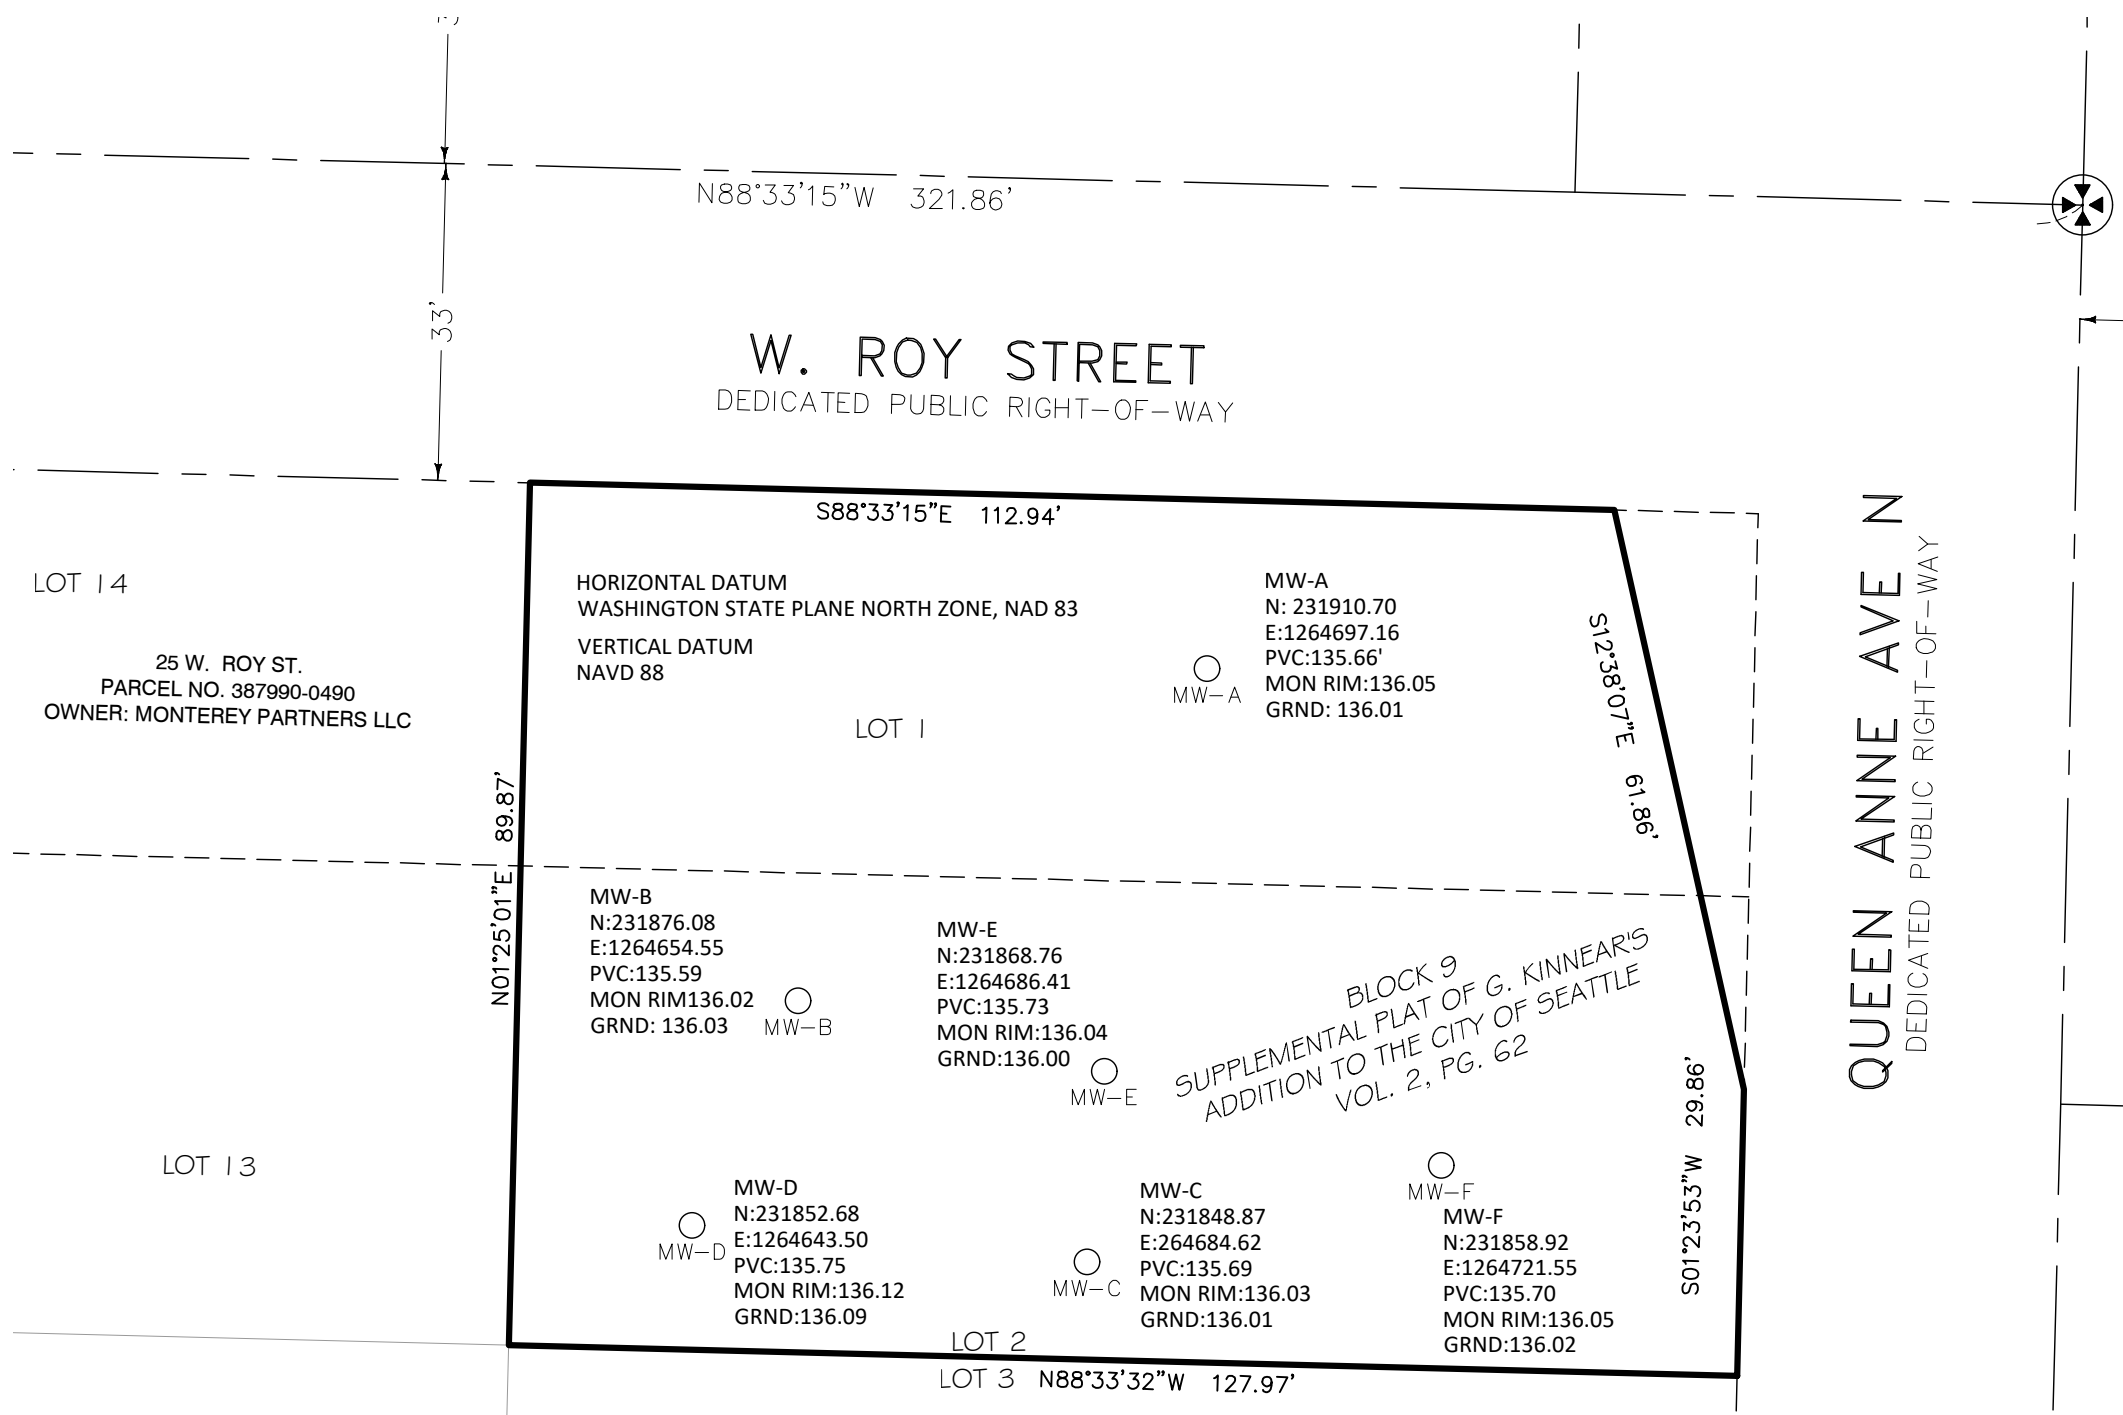 N88°33'15"W 321.86'
33'
W. ROY STREET
DEDICATED PUBLIC RIGHT-OF-WAY
S88°33'15"E 112.94'
LOT 14
25 W. ROY ST.
PARCEL NO. 387990-0490
OWNER: MONTEREY PARTNERS LLC
HORIZONTAL DATUM
WASHINGTON STATE PLANE NORTH ZONE, NAD 83
VERTICAL DATUM
NAVD 88
LOT 1
MW-A
MW-A
N: 231910.70
E:1264697.16
PVC:135.66'
MON RIM:136.05
GRND: 136.01
S12°38'07"E 61.86'
QUEEN ANNE AVE N
DEDICATED PUBLIC RIGHT-OF-WAY
N01°25'01"E 89.87'
MW-B
N:231876.08
E:1264654.55
PVC:135.59
MON RIM136.02
GRND: 136.03
MW-B
MW-E
N:231868.76
E:1264686.41
PVC:135.73
MON RIM:136.04
GRND:136.00
MW-E
BLOCK 9
SUPPLEMENTAL PLAT OF G. KINNEAR'S
ADDITION TO THE CITY OF SEATTLE
VOL. 2, PG. 62
S01°23'53"W 29.86'
LOT 13
MW-D
MW-D
N:231852.68
E:1264643.50
PVC:135.75
MON RIM:136.12
GRND:136.09
MW-C
MW-C
N:231848.87
E:264684.62
PVC:135.69
MON RIM:136.03
GRND:136.01
MW-F
MW-F
N:231858.92
E:1264721.55
PVC:135.70
MON RIM:136.05
GRND:136.02
LOT 2
LOT 3 N88°33'32"W 127.97'